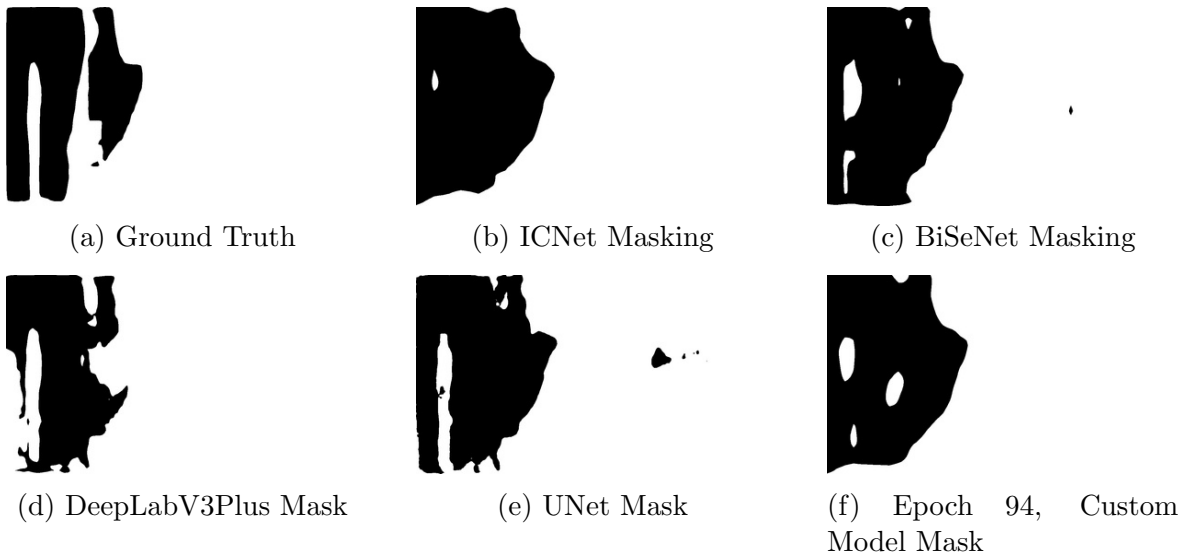 (a) Ground Truth
(b) ICNet Masking
(c) BiSeNet Masking
(d) DeepLabV3Plus Mask
(e) UNet Mask
(f) Epoch 94, Custom
Model Mask